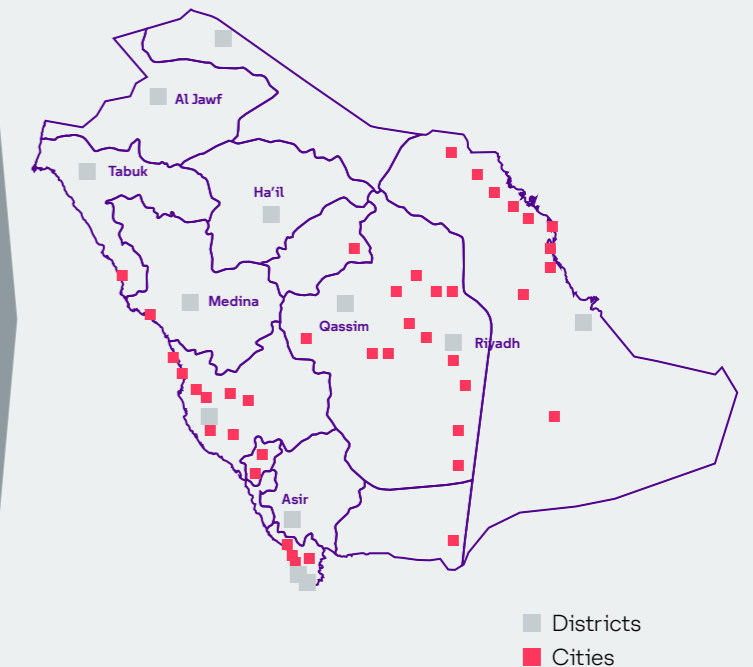 Al Jawf
Tabuk
Ha'il
Medina
Qassim
Riyadh
Asir
Districts
Cities